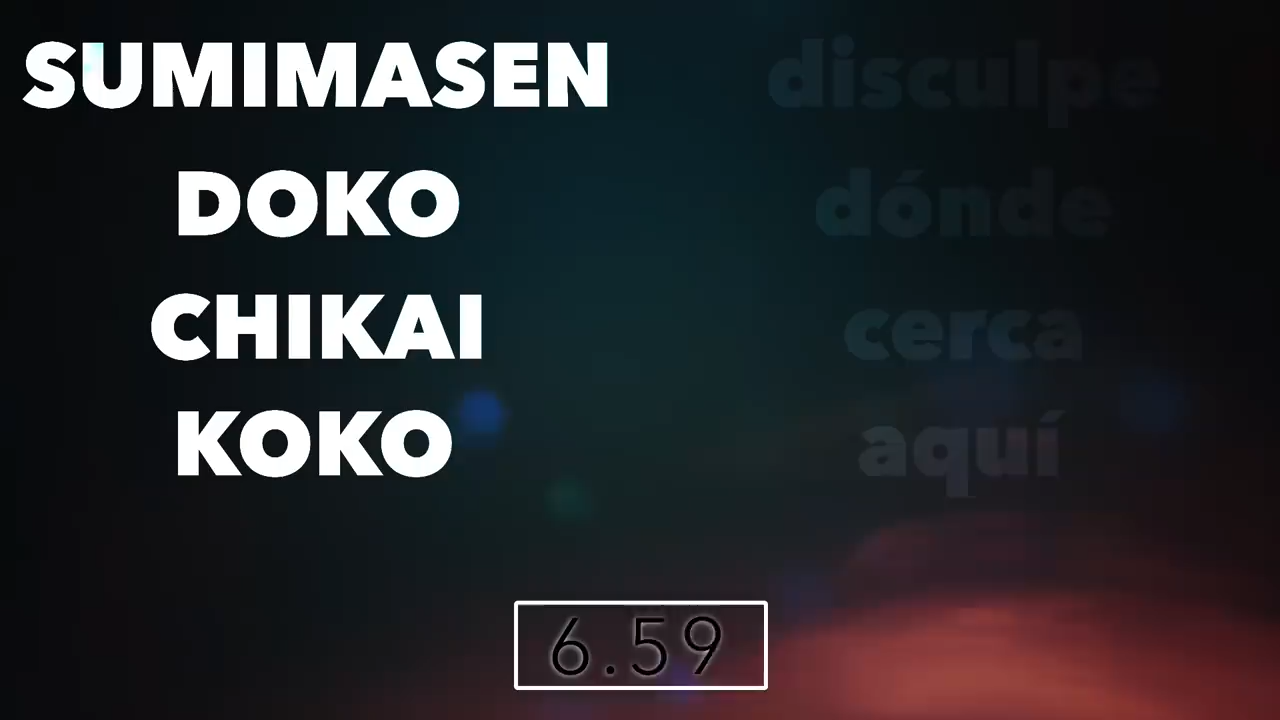 SUMIMASEN disculpe
DOKO dónde
CHIKAI cerca
KOKO aquí
6.59